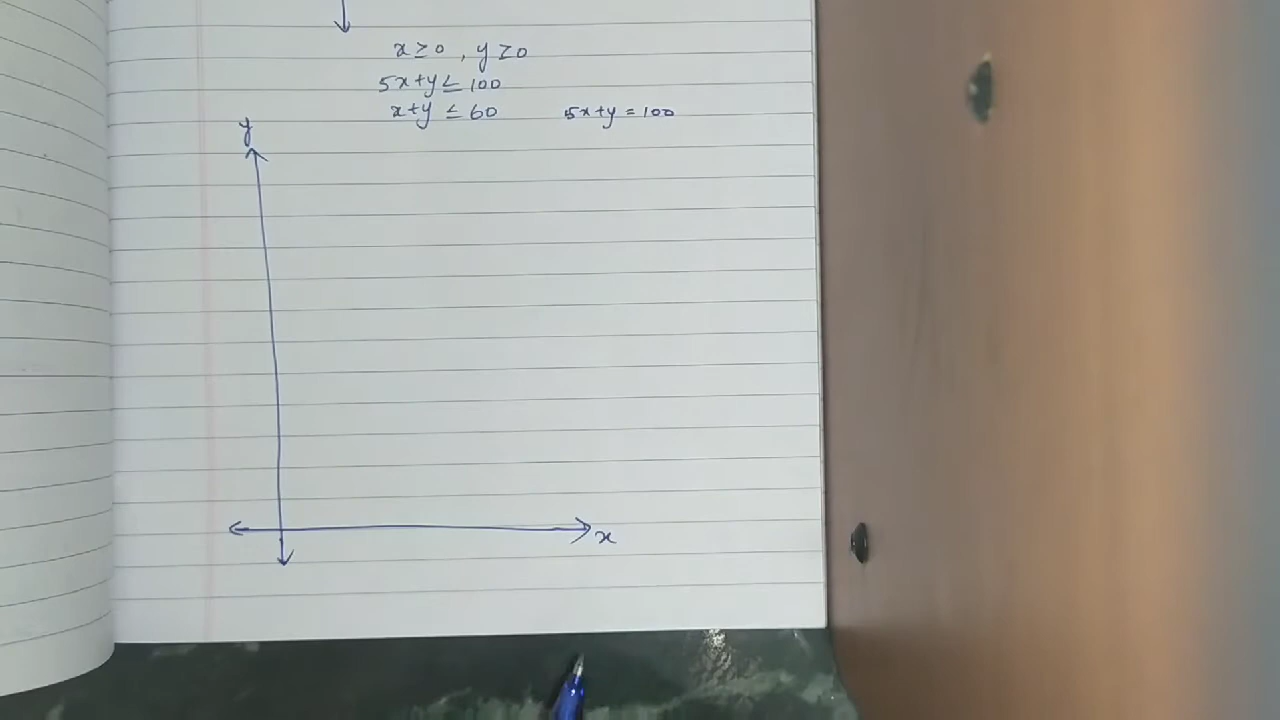 x ≥ 0 , y ≥ 0
5x+y ≤ 100
x+y ≤ 60 5x+y = 100
y
x